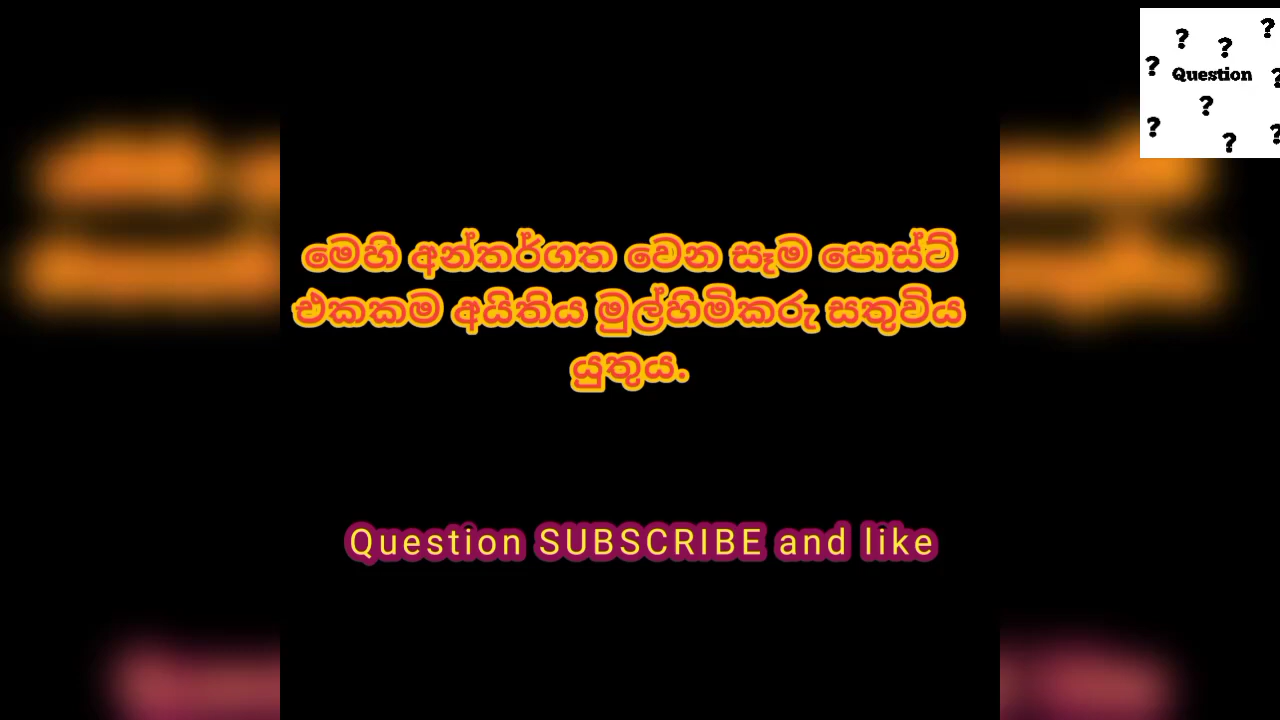 ? ? ?
? Question ?
?
? ? ?
මෙහි අන්තර්ගත වෙන සෑම පොස්ට්
එකකම අයිතිය මුල්හිමිකරු සතුවිය
යුතුය.
Question SUBSCRIBE and like